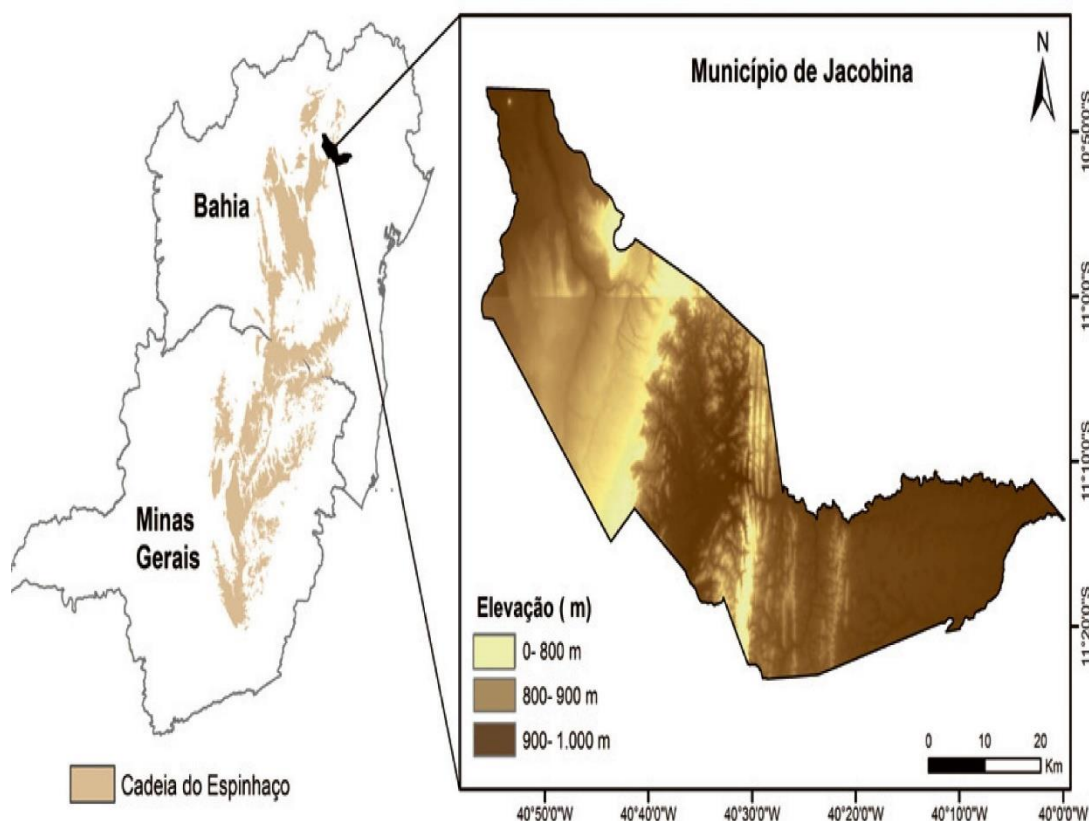 Município de Jacobina
N
Bahia
Minas
Gerais
Cadeia do Espinhaço
Elevação ( m)
0- 800 m
800- 900 m
900- 1.000 m
0 10 20
Km
10°50'0"S
11°0'0"S
11°10'0"S
11°20'0"S
40°50'0"W 40°40'0"W 40°30'0"W 40°20'0"W 40°10'0"W 40°0'0"W